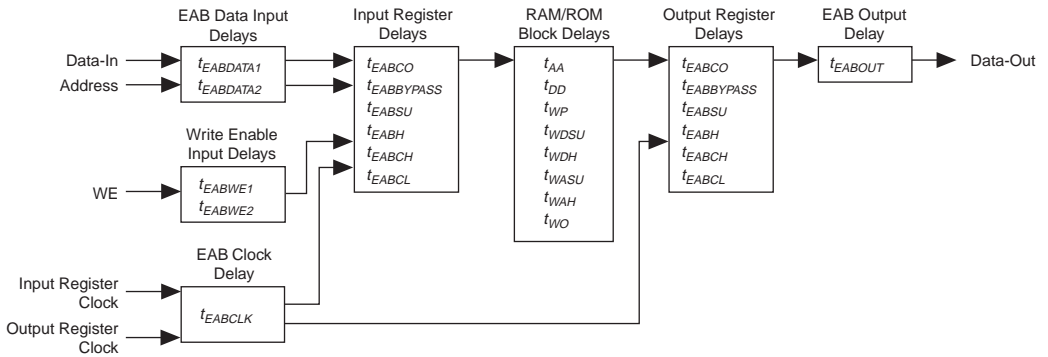 EAB Data Input
Delays
Data-In
Address
tEABDATA1
tEABDATA2
Write Enable
Input Delays
WE
tEABWE1
tEABWE2
EAB Clock
Delay
Input Register
Clock
Output Register
Clock
tEABCLK
Input Register
Delays
tEABCO
tEABBYPASS
tEABSU
tEABH
tEABCH
tEABCL
RAM/ROM
Block Delays
tAA
tDD
tWP
tWDSU
tWDH
tWASU
tWAH
tWO
Output Register
Delays
tEABCO
tEABBYPASS
tEABSU
tEABH
tEABCH
tEABCL
EAB Output
Delay
tEABOUT
Data-Out